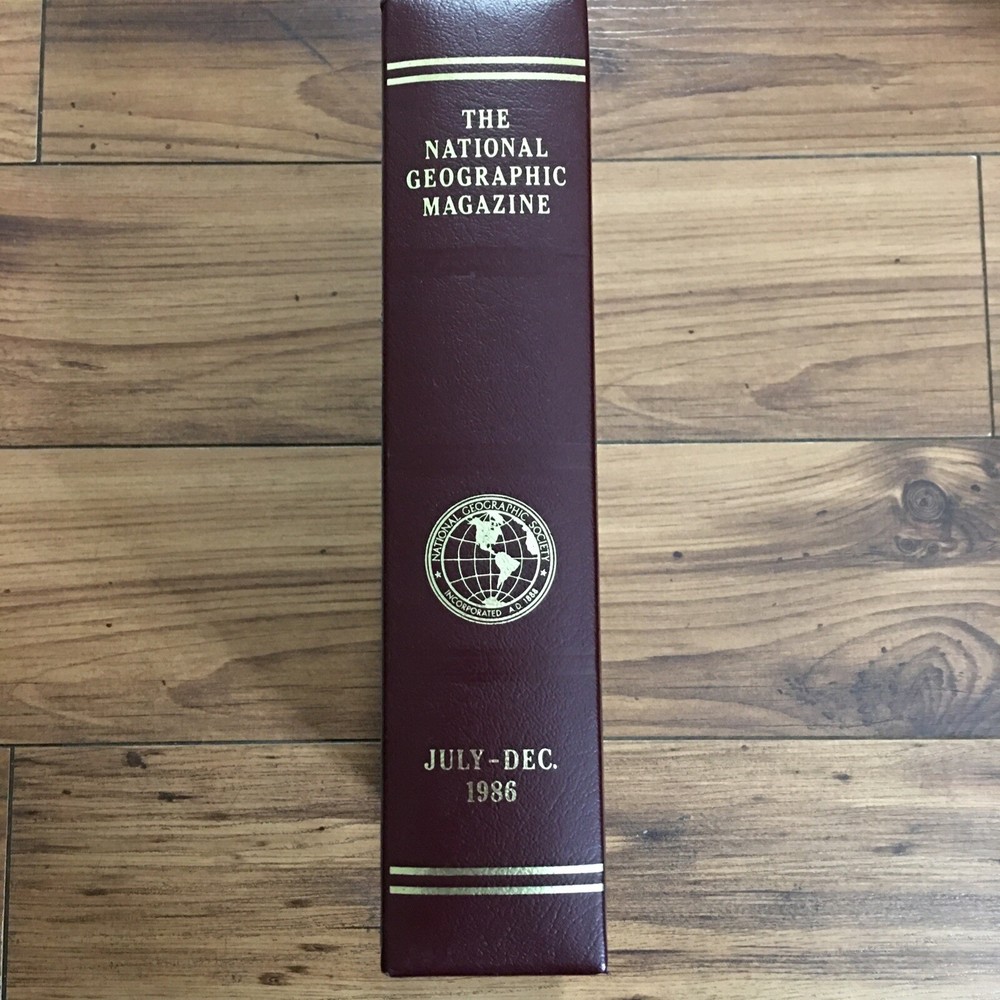 THE
NATIONAL
GEOGRAPHIC
MAGAZINE
NATIONAL GEOGRAPHIC SOCIETY
INCORPORATED A.D. 1888
JULY-DEC.
1986